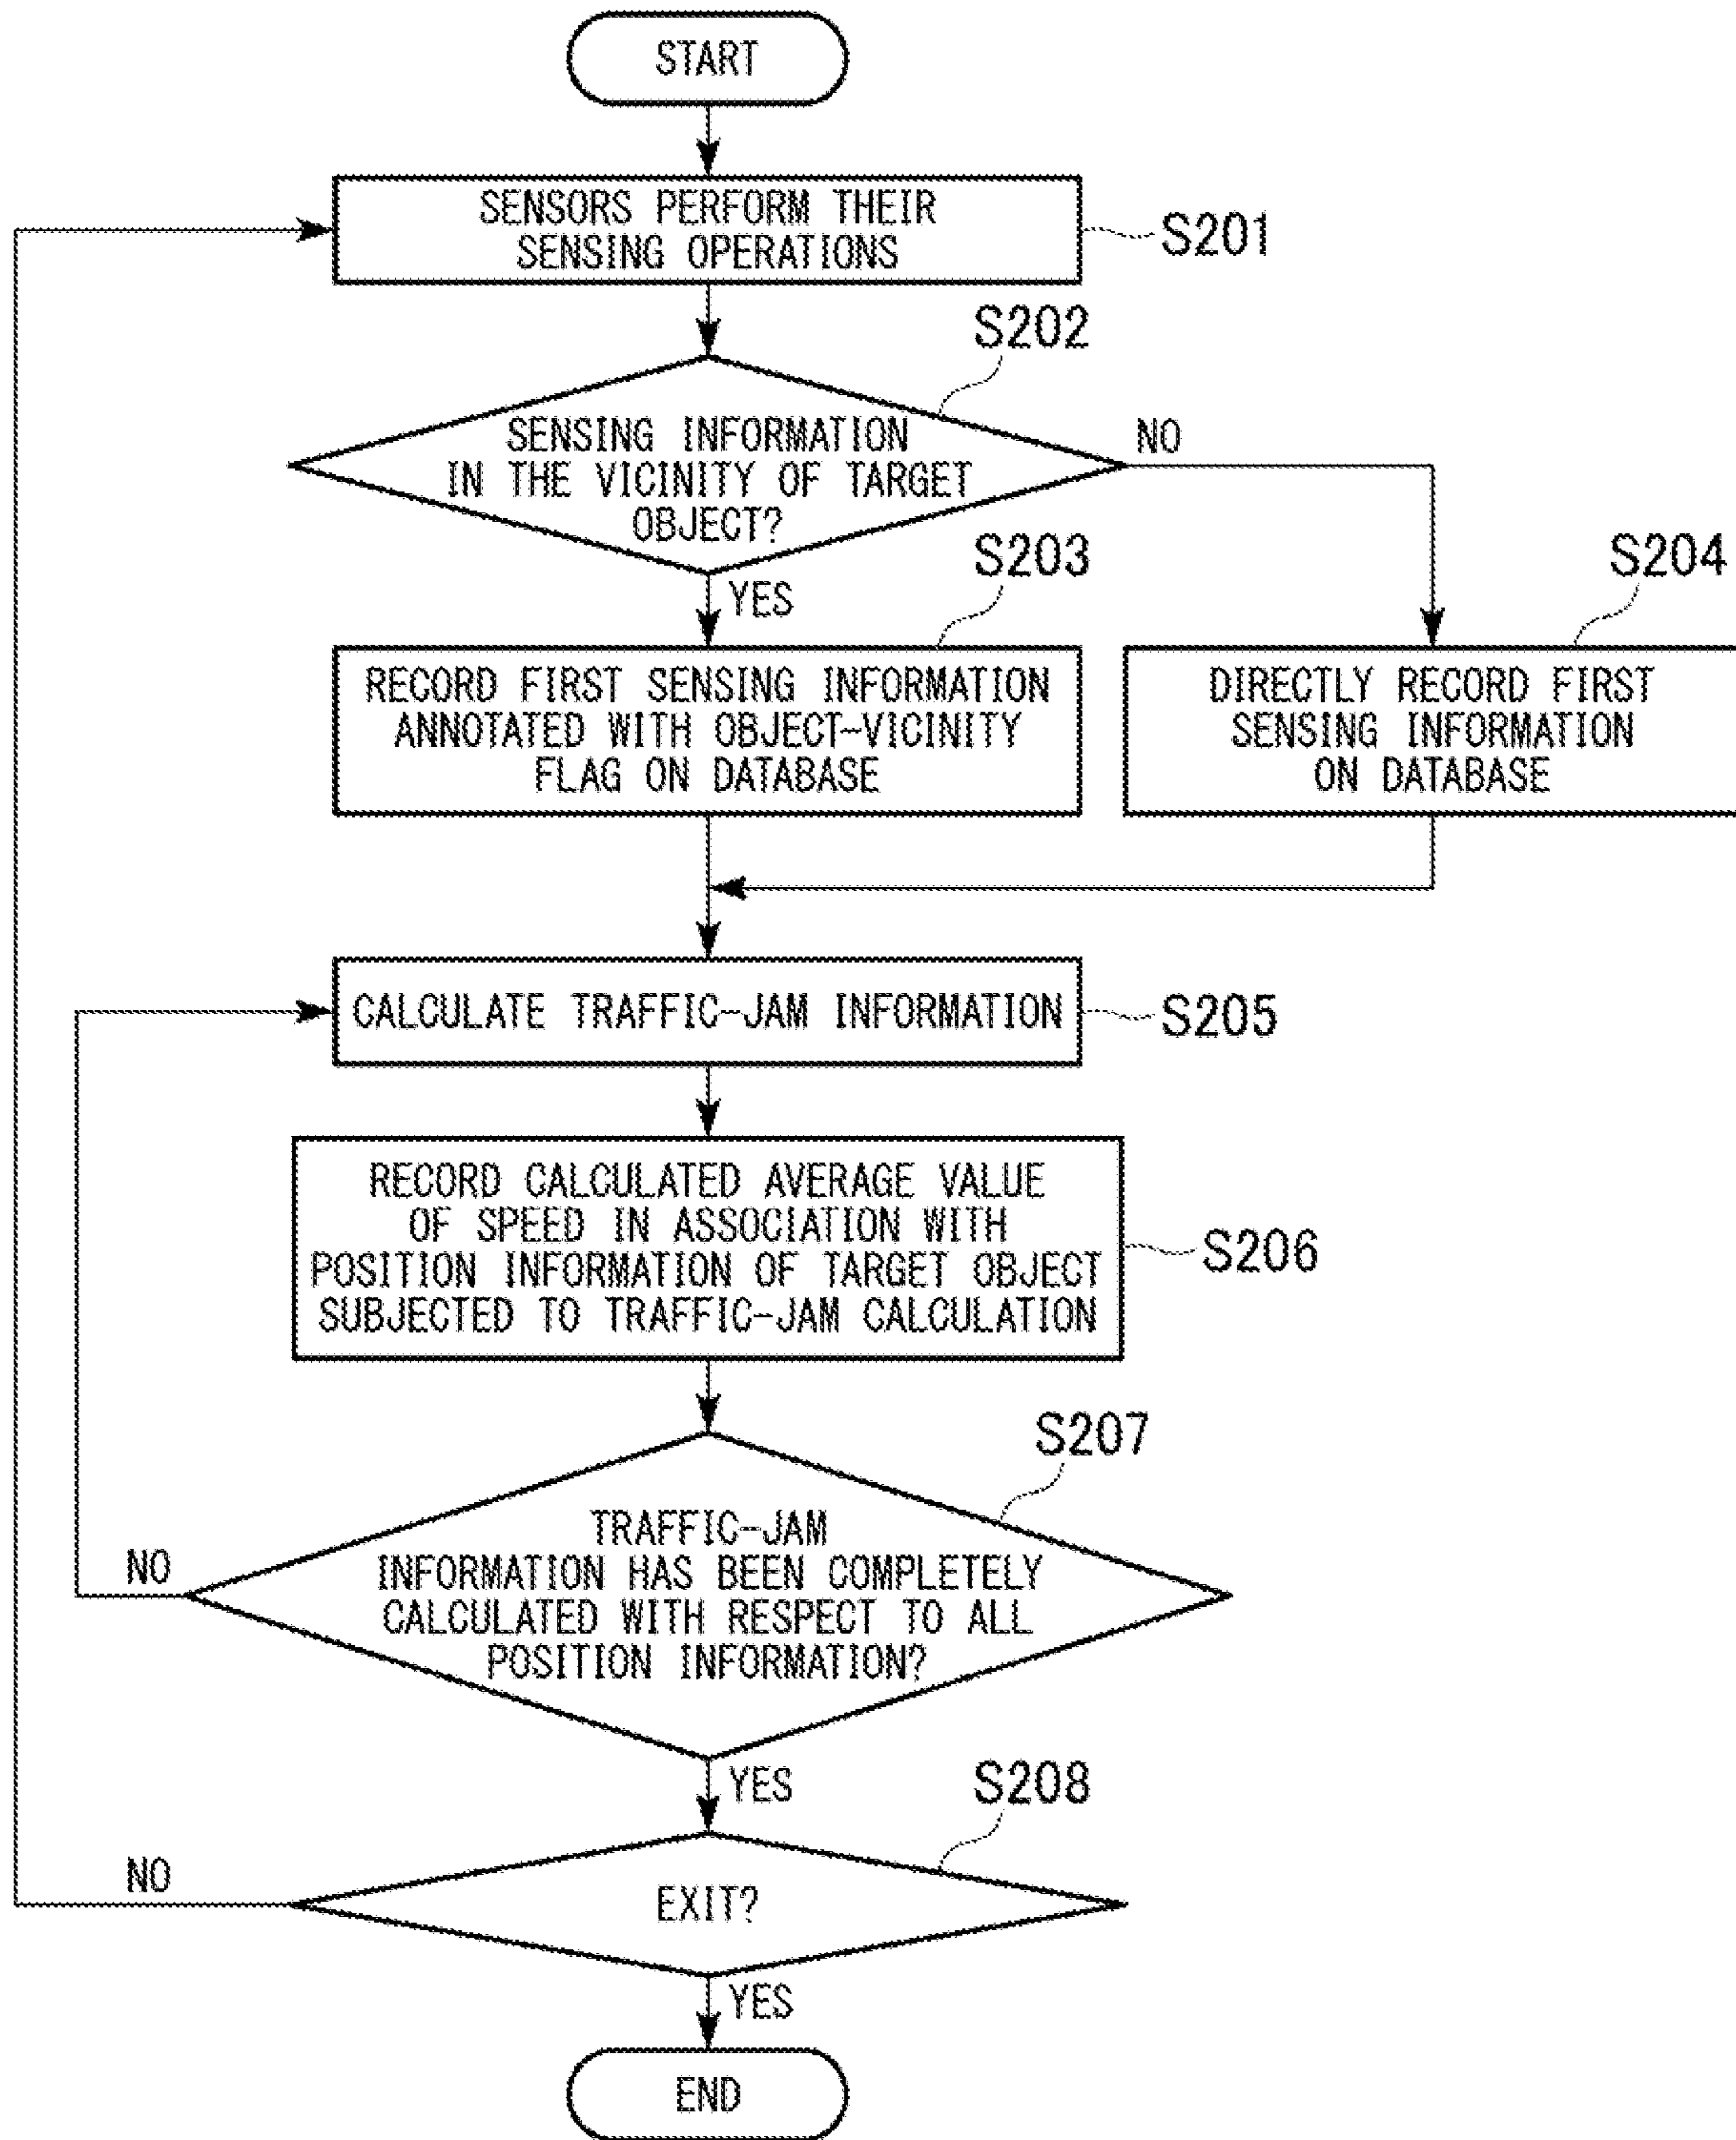 START
SENSORS PERFORM THEIR
SENSING OPERATIONS
S201
S202
SENSING INFORMATION
IN THE VICINITY OF TARGET
OBJECT?
NO
YES
S203
S204
RECORD FIRST SENSING INFORMATION
ANNOTATED WITH OBJECT-VICINITY
FLAG ON DATABASE
DIRECTLY RECORD FIRST
SENSING INFORMATION
ON DATABASE
CALCULATE TRAFFIC-JAM INFORMATION
S205
RECORD CALCULATED AVERAGE VALUE
OF SPEED IN ASSOCIATION WITH
POSITION INFORMATION OF TARGET OBJECT
SUBJECTED TO TRAFFIC-JAM CALCULATION
S206
S207
TRAFFIC-JAM
INFORMATION HAS BEEN COMPLETELY
CALCULATED WITH RESPECT TO ALL
POSITION INFORMATION?
NO
YES
S208
EXIT?
NO
YES
END